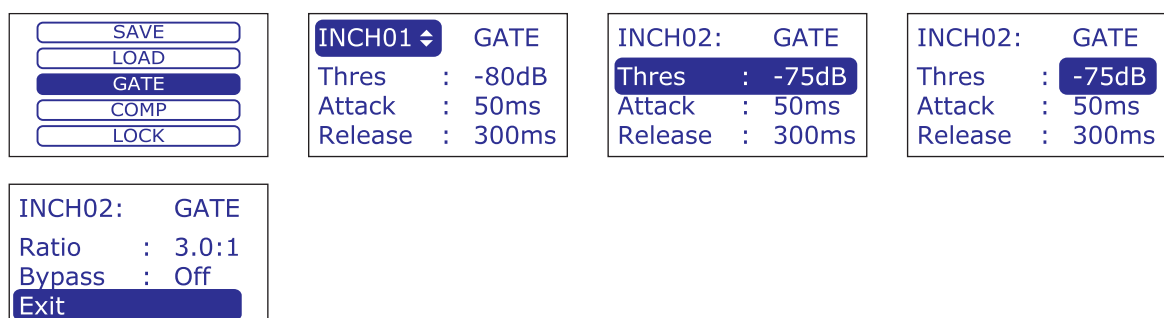 SAVE
LOAD
GATE
COMP
LOCK
INCH01 GATE
Thres : -80dB
Attack : 50ms
Release : 300ms
INCH02: GATE
Thres : -75dB
Attack : 50ms
Release : 300ms
INCH02: GATE
Thres : -75dB
Attack : 50ms
Release : 300ms
INCH02: GATE
Ratio : 3.0:1
Bypass : Off
Exit